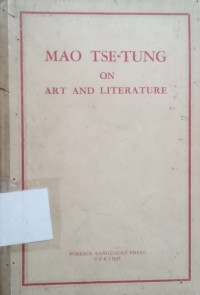 MAO TSE-TUNG
ON
ART AND LITERATURE
FOREIGN LANGUAGES PRESS
PEKING